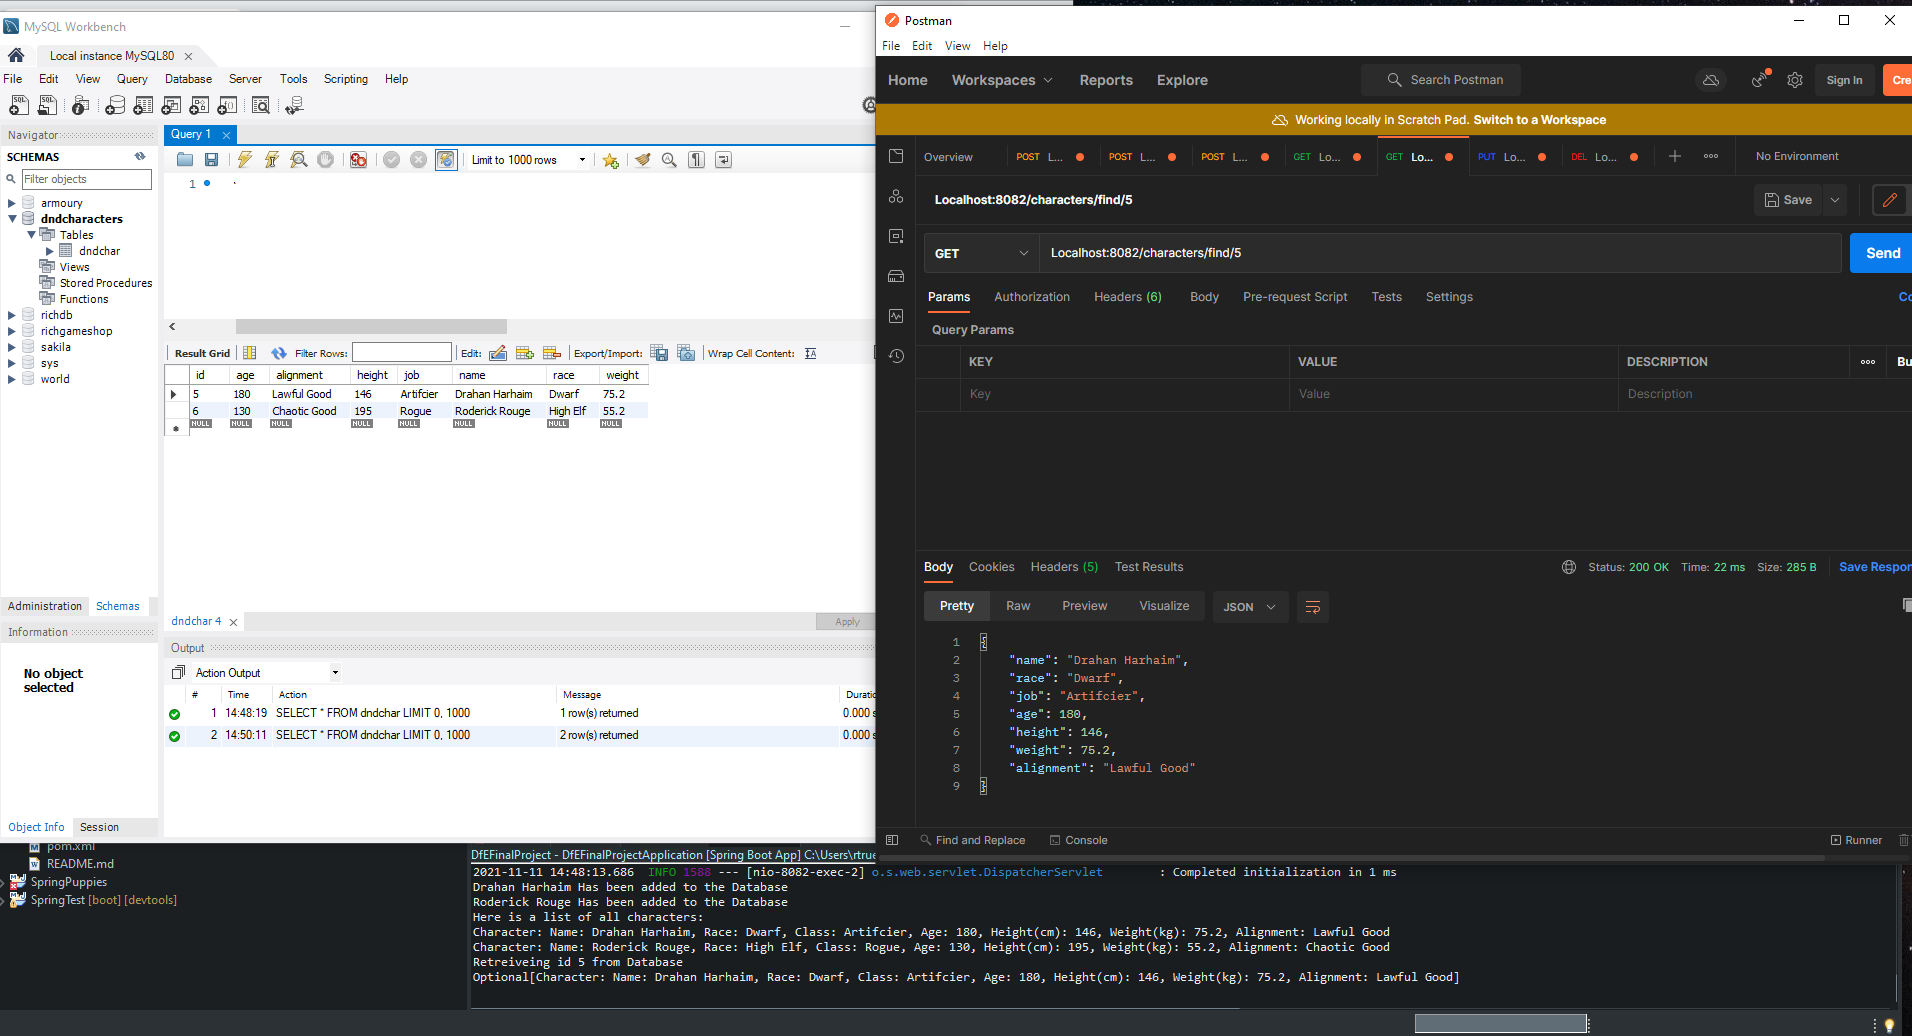 MySQL Workbench
Local instance MySQL80
File Edit View Query Database Server Tools Scripting Help
Navigator
SCHEMAS
Filter objects
armoury
dndcharacters
Tables
dndchar
Views
Stored Procedures
Functions
richdb
richgameshop
sakila
sys
world
Administration Schemas
Information
No object
selected
Object Info Session
Query 1
Limit to 1000 rows
1
Result Grid Filter Rows: Edit: Export/Import: Wrap Cell Content:
id age alignment height job name race weight
5 180 Lawful Good 146 Artifcier Drahan Harhaim Dwarf 75.2
6 130 Chaotic Good 195 Rogue Roderick Rouge High Elf 55.2
NULL NULL NULL NULL NULL NULL NULL NULL
dndchar 4
Apply
Output
Action Output
# Time Action Message Duratic
1 14:48:19 SELECT * FROM dndchar LIMIT 0, 1000 1 row(s) returned 0.000 s
2 14:50:11 SELECT * FROM dndchar LIMIT 0, 1000 2 row(s) returned 0.000 s
Postman
File Edit View Help
Home Workspaces Reports Explore Search Postman Sign In Cre
Working locally in Scratch Pad. Switch to a Workspace
Overview POST L... POST L... POST L... GET Lo... GET Lo... PUT Lo... DEL Lo... No Environment
Localhost:8082/characters/find/5 Save
GET Localhost:8082/characters/find/5 Send
Params Authorization Headers (6) Body Pre-request Script Tests Settings Co
Query Params
KEY VALUE DESCRIPTION Bu
Key Value Description
Body Cookies Headers (5) Test Results Status: 200 OK Time: 22 ms Size: 285 B Save Respon
Pretty Raw Preview Visualize JSON
1 {
2 "name": "Drahan Harhaim",
3 "race": "Dwarf",
4 "job": "Artifcier",
5 "age": 180,
6 "height": 146,
7 "weight": 75.2,
8 "alignment": "Lawful Good"
9 }
Find and Replace Console Runner
pom.xml
README.md
SpringPuppies
SpringTest [boot] [devtools]
DfEFinalProject - DfEFinalProjectApplication [Spring Boot App] C:\Users\rtrue
2021-11-11 14:48:13.686 INFO 1588 --- [nio-8082-exec-2] o.s.web.servlet.DispatcherServlet : Completed initialization in 1 ms
Drahan Harhaim Has been added to the Database
Roderick Rouge Has been added to the Database
Here is a list of all characters:
Character: Name: Drahan Harhaim, Race: Dwarf, Class: Artifcier, Age: 180, Height(cm): 146, Weight(kg): 75.2, Alignment: Lawful Good
Character: Name: Roderick Rouge, Race: High Elf, Class: Rogue, Age: 130, Height(cm): 195, Weight(kg): 55.2, Alignment: Chaotic Good
Retreiveing id 5 from Database
Optional[Character: Name: Drahan Harhaim, Race: Dwarf, Class: Artifcier, Age: 180, Height(cm): 146, Weight(kg): 75.2, Alignment: Lawful Good]